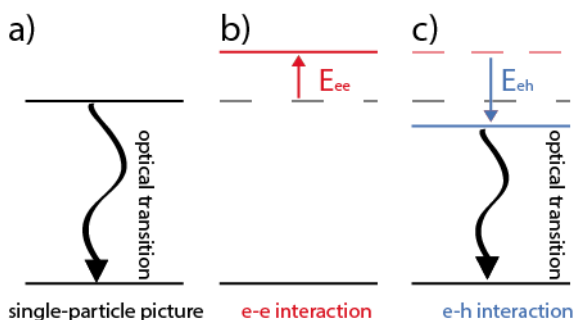 a)
b)
c)
Eee
Eeh
optical transition
optical transition
single-particle picture
e-e interaction
e-h interaction